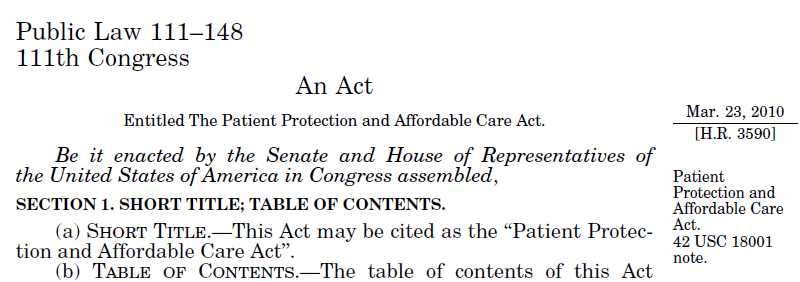 Public Law 111–148
111th Congress
An Act
Entitled The Patient Protection and Affordable Care Act.
Be it enacted by the Senate and House of Representatives of
the United States of America in Congress assembled,
SECTION 1. SHORT TITLE; TABLE OF CONTENTS.
(a) SHORT TITLE.—This Act may be cited as the “Patient Protec-
tion and Affordable Care Act”.
(b) TABLE OF CONTENTS.—The table of contents of this Act
Mar. 23, 2010
[H.R. 3590]
Patient
Protection and
Affordable Care
Act.
42 USC 18001
note.